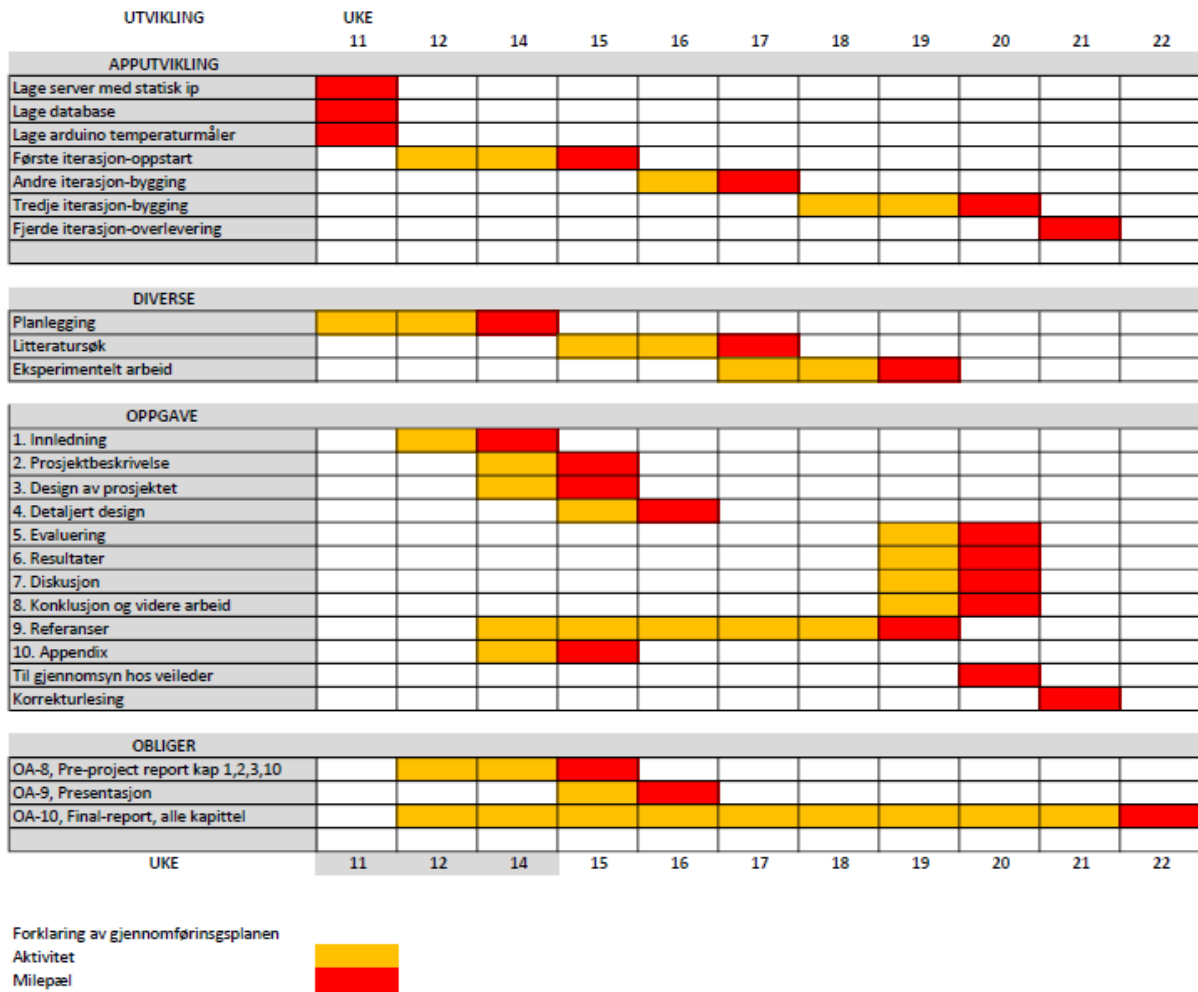 UTVIKLING UKE
11 12 14 15 16 17 18 19 20 21 22
APPUTVIKLING
Lage server med statisk ip
Lage database
Lage arduino temperaturmåler
Første iterasjon-oppstart
Andre iterasjon-bygging
Tredje iterasjon-bygging
Fjerde iterasjon-overlevering
DIVERSE
Planlegging
Litteratursøk
Eksperimentelt arbeid
OPPGAVE
1. Innledning
2. Prosjektbeskrivelse
3. Design av prosjektet
4. Detaljert design
5. Evaluering
6. Resultater
7. Diskusjon
8. Konklusjon og videre arbeid
9. Referanser
10. Appendix
Til gjennomsyn hos veileder
Korrekturlesing
OBLIGER
OA-8, Pre-project report kap 1,2,3,10
OA-9, Presentasjon
OA-10, Final-report, alle kapittel
UKE 11 12 14 15 16 17 18 19 20 21 22
Forklaring av gjennomførinsgsplanen
Aktivitet
Milepæl